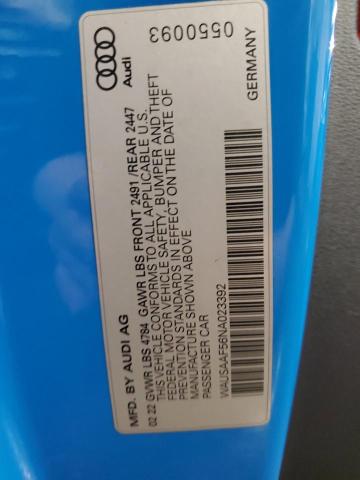 MFD. BY AUDI AG
02 22 GVWR LBS 4784 GAWR LBS FRONT 2491/REAR 2447
THIS VEHICLE CONFORMS TO ALL APPLICABLE U.S.
FEDERAL MOTOR VEHICLE SAFETY, BUMPER AND THEFT
PREVENTION STANDARDS IN EFFECT ON THE DATE OF
MANUFACTURE SHOWN ABOVE
PASSENGER CAR
WAUSAAF56NA023392
Audi
0550093
GERMANY